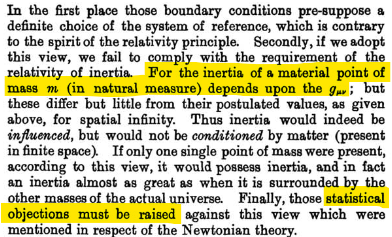 In the first place those boundary conditions pre-suppose a
definite choice of the system of reference, which is contrary
to the spirit of the relativity principle. Secondly, if we adopt
this view, we fail to comply with the requirement of the
relativity of inertia. For the inertia of a material point of
mass m (in natural measure) depends upon the gμν; but
these differ but little from their postulated values, as given
above, for spatial infinity. Thus inertia would indeed be
influenced, but would not be conditioned by matter (present
in finite space). If only one single point of mass were present,
according to this view, it would possess inertia, and in fact
an inertia almost as great as when it is surrounded by the
other masses of the actual universe. Finally, those statistical
objections must be raised against this view which were
mentioned in respect of the Newtonian theory.